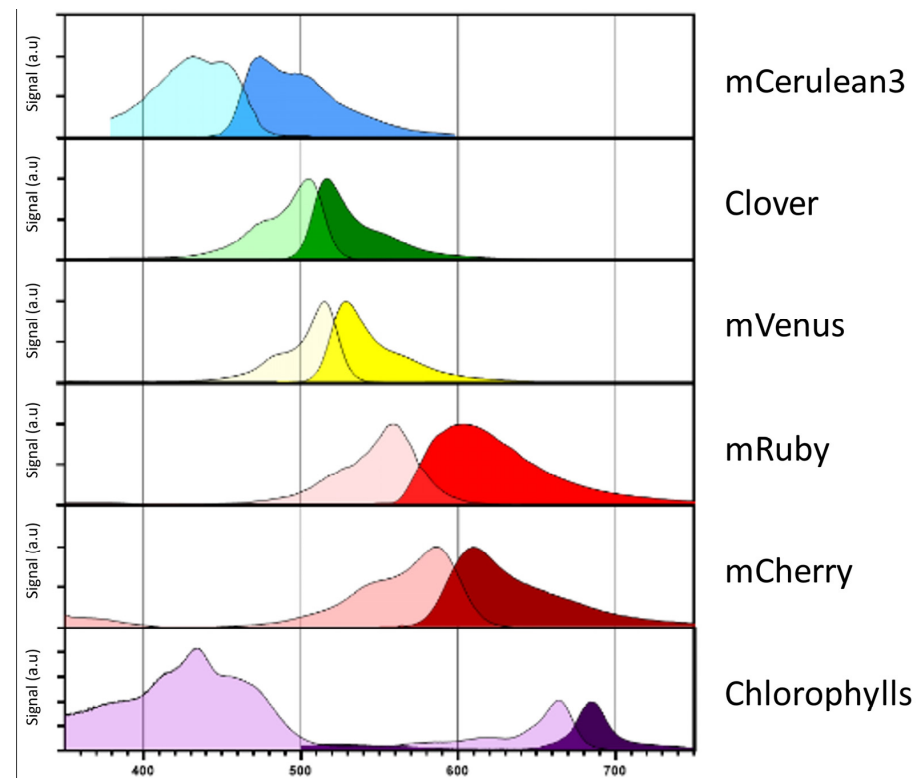 Signal (a.u)
mCerulean3
Signal (a.u)
Clover
Signal (a.u)
mVenus
Signal (a.u)
mRuby
Signal (a.u)
mCherry
Signal (a.u)
Chlorophylls
400 500 600 700